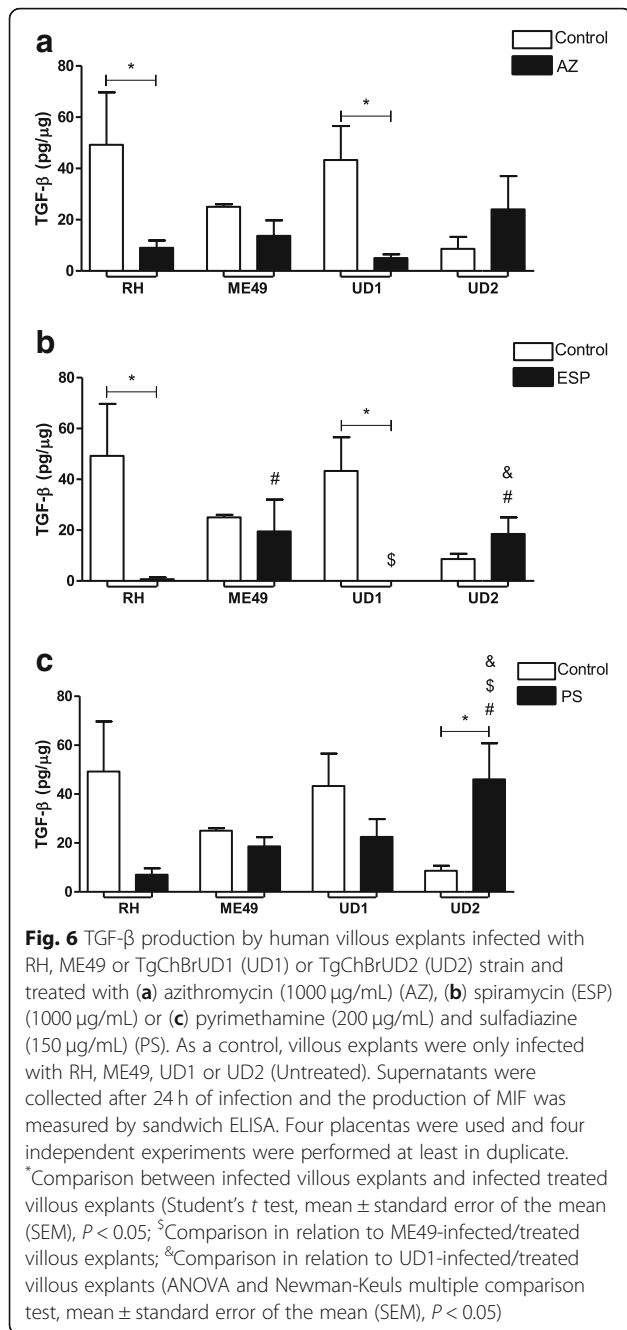 a
Control
AZ
TGF-β (pg/μg)
80
60
40
20
0
*
*
RH ME49 UD1 UD2
b
Control
ESP
TGF-β (pg/μg)
80
60
40
20
0
*
#
*
$
&
#
RH ME49 UD1 UD2
c
Control
PS
TGF-β (pg/μg)
80
60
40
20
0
*
&
$
#
RH ME49 UD1 UD2
Fig. 6 TGF-β production by human villous explants infected with
RH, ME49 or TgChBrUD1 (UD1) or TgChBrUD2 (UD2) strain and
treated with (a) azithromycin (1000 μg/mL) (AZ), (b) spiramycin (ESP)
(1000 μg/mL) or (c) pyrimethamine (200 μg/mL) and sulfadiazine
(150 μg/mL) (PS). As a control, villous explants were only infected
with RH, ME49, UD1 or UD2 (Untreated). Supernatants were
collected after 24 h of infection and the production of MIF was
measured by sandwich ELISA. Four placentas were used and four
independent experiments were performed at least in duplicate.
*Comparison between infected villous explants and infected treated
villous explants (Student's t test, mean ± standard error of the mean
(SEM), P < 0.05; $Comparison in relation to ME49-infected/treated
villous explants; &Comparison in relation to UD1-infected/treated
villous explants (ANOVA and Newman-Keuls multiple comparison
test, mean ± standard error of the mean (SEM), P < 0.05)